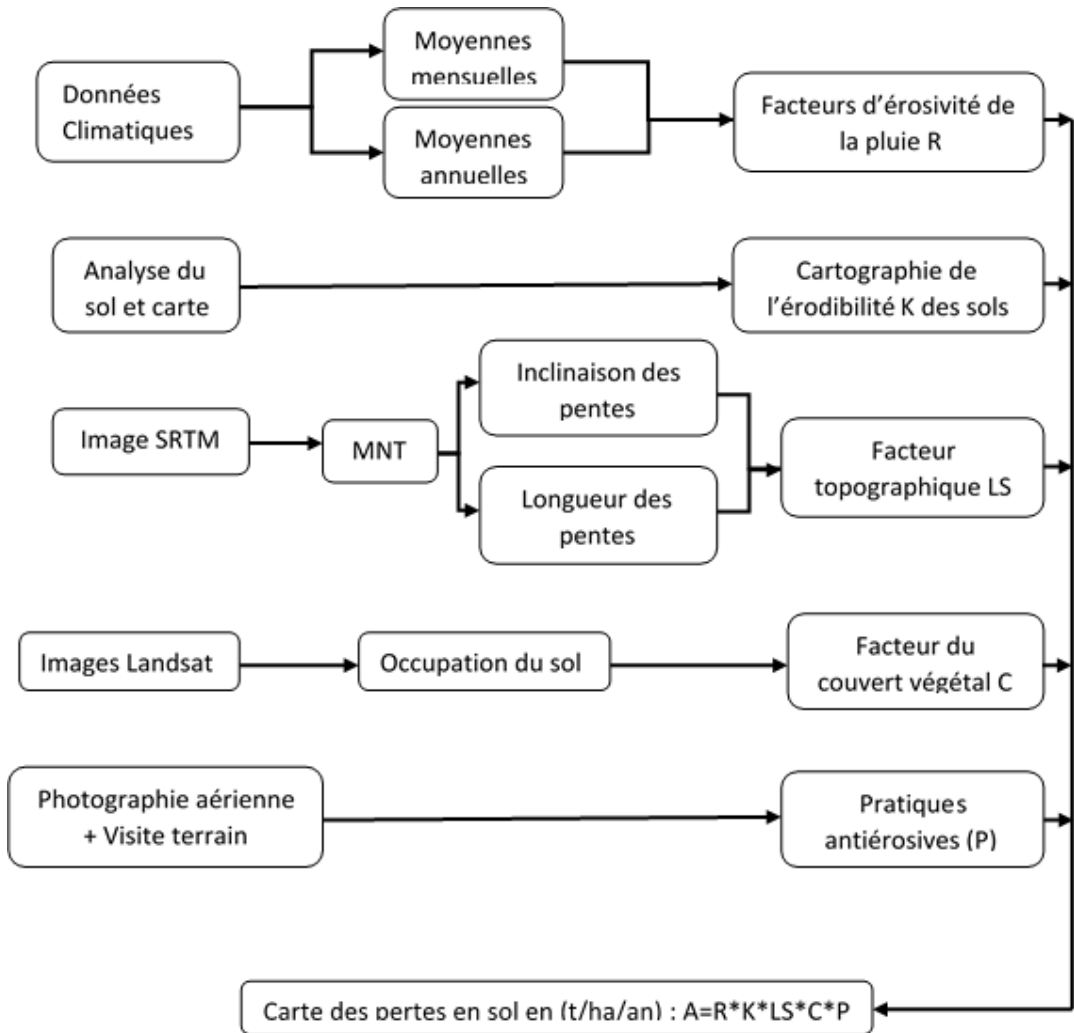 Données
Climatiques
Moyennes
mensuelles
Moyennes
annuelles
Facteurs d'érosivité de
la pluie R
Analyse du
sol et carte
Cartographie de
l'érodibilité K des sols
Image SRTM
MNT
Inclinaison des
pentes
Longueur des
pentes
Facteur
topographique LS
Images Landsat
Occupation du sol
Facteur du
couvert végétal C
Photographie aérienne
+ Visite terrain
Pratiques
antiérosives (P)
Carte des pertes en sol en (t/ha/an) : A=R*K*LS*C*P